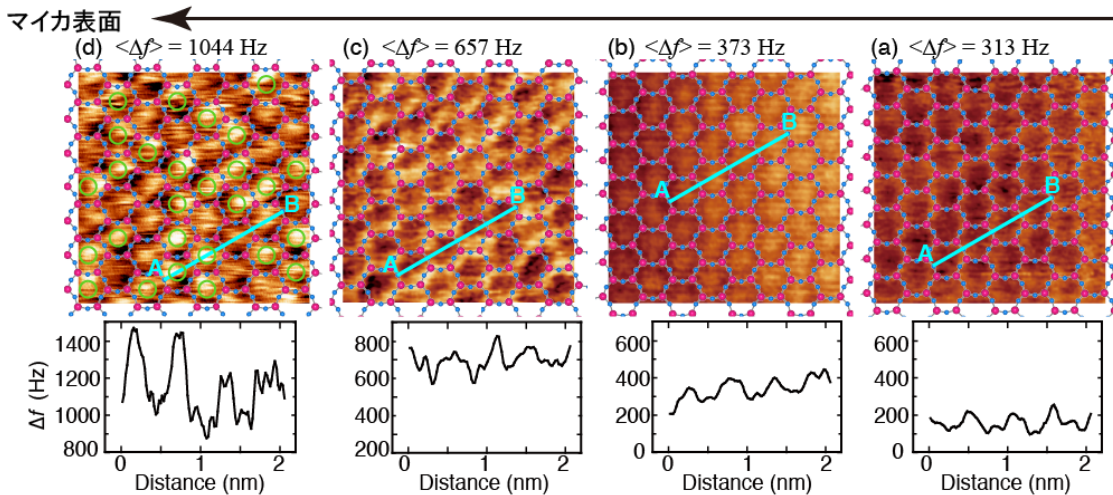 マイカ表面
(d) <Δf> = 1044 Hz
(c) <Δf> = 657 Hz
(b) <Δf> = 373 Hz
(a) <Δf> = 313 Hz
A
B
A
B
A
B
A
B
Δf (Hz)
1400
1200
1000
800
0 1 2
Distance (nm)
800
600
400
200
0 1 2
Distance (nm)
600
400
200
0
0 1 2
Distance (nm)
600
400
200
0
0 1 2
Distance (nm)